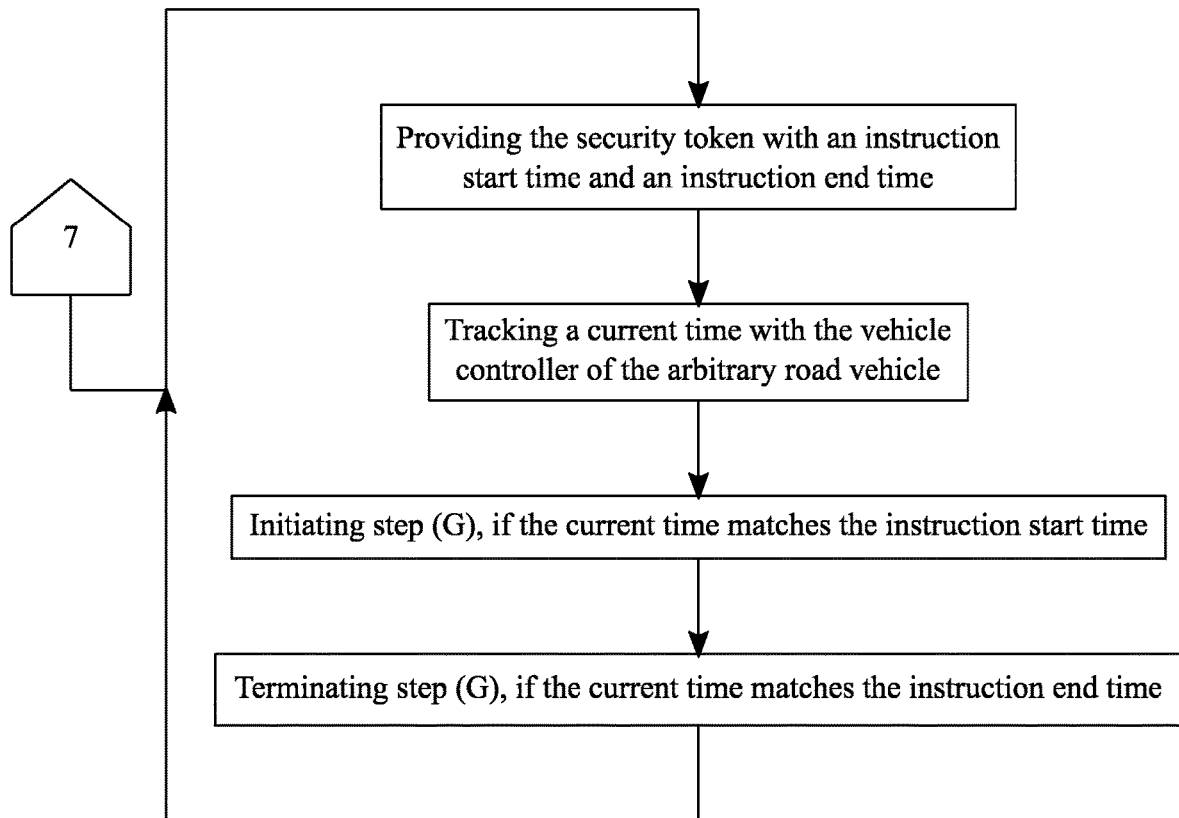 7
Providing the security token with an instruction
start time and an instruction end time
Tracking a current time with the vehicle
controller of the arbitrary road vehicle
Initiating step (G), if the current time matches the instruction start time
Terminating step (G), if the current time matches the instruction end time